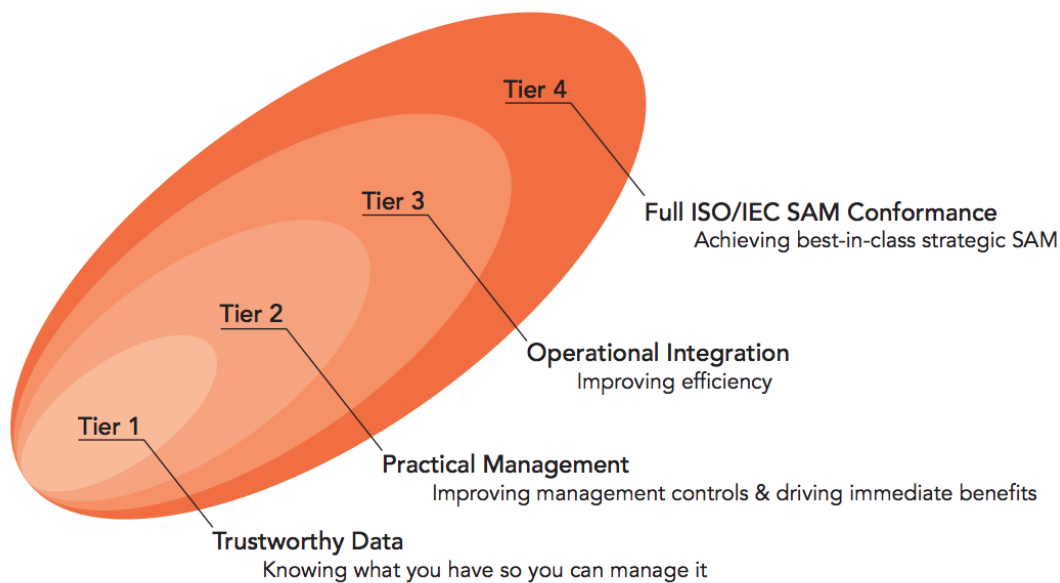 Tier 4
Full ISO/IEC SAM Conformance
Achieving best-in-class strategic SAM
Tier 3
Operational Integration
Improving efficiency
Tier 2
Practical Management
Improving management controls & driving immediate benefits
Tier 1
Trustworthy Data
Knowing what you have so you can manage it